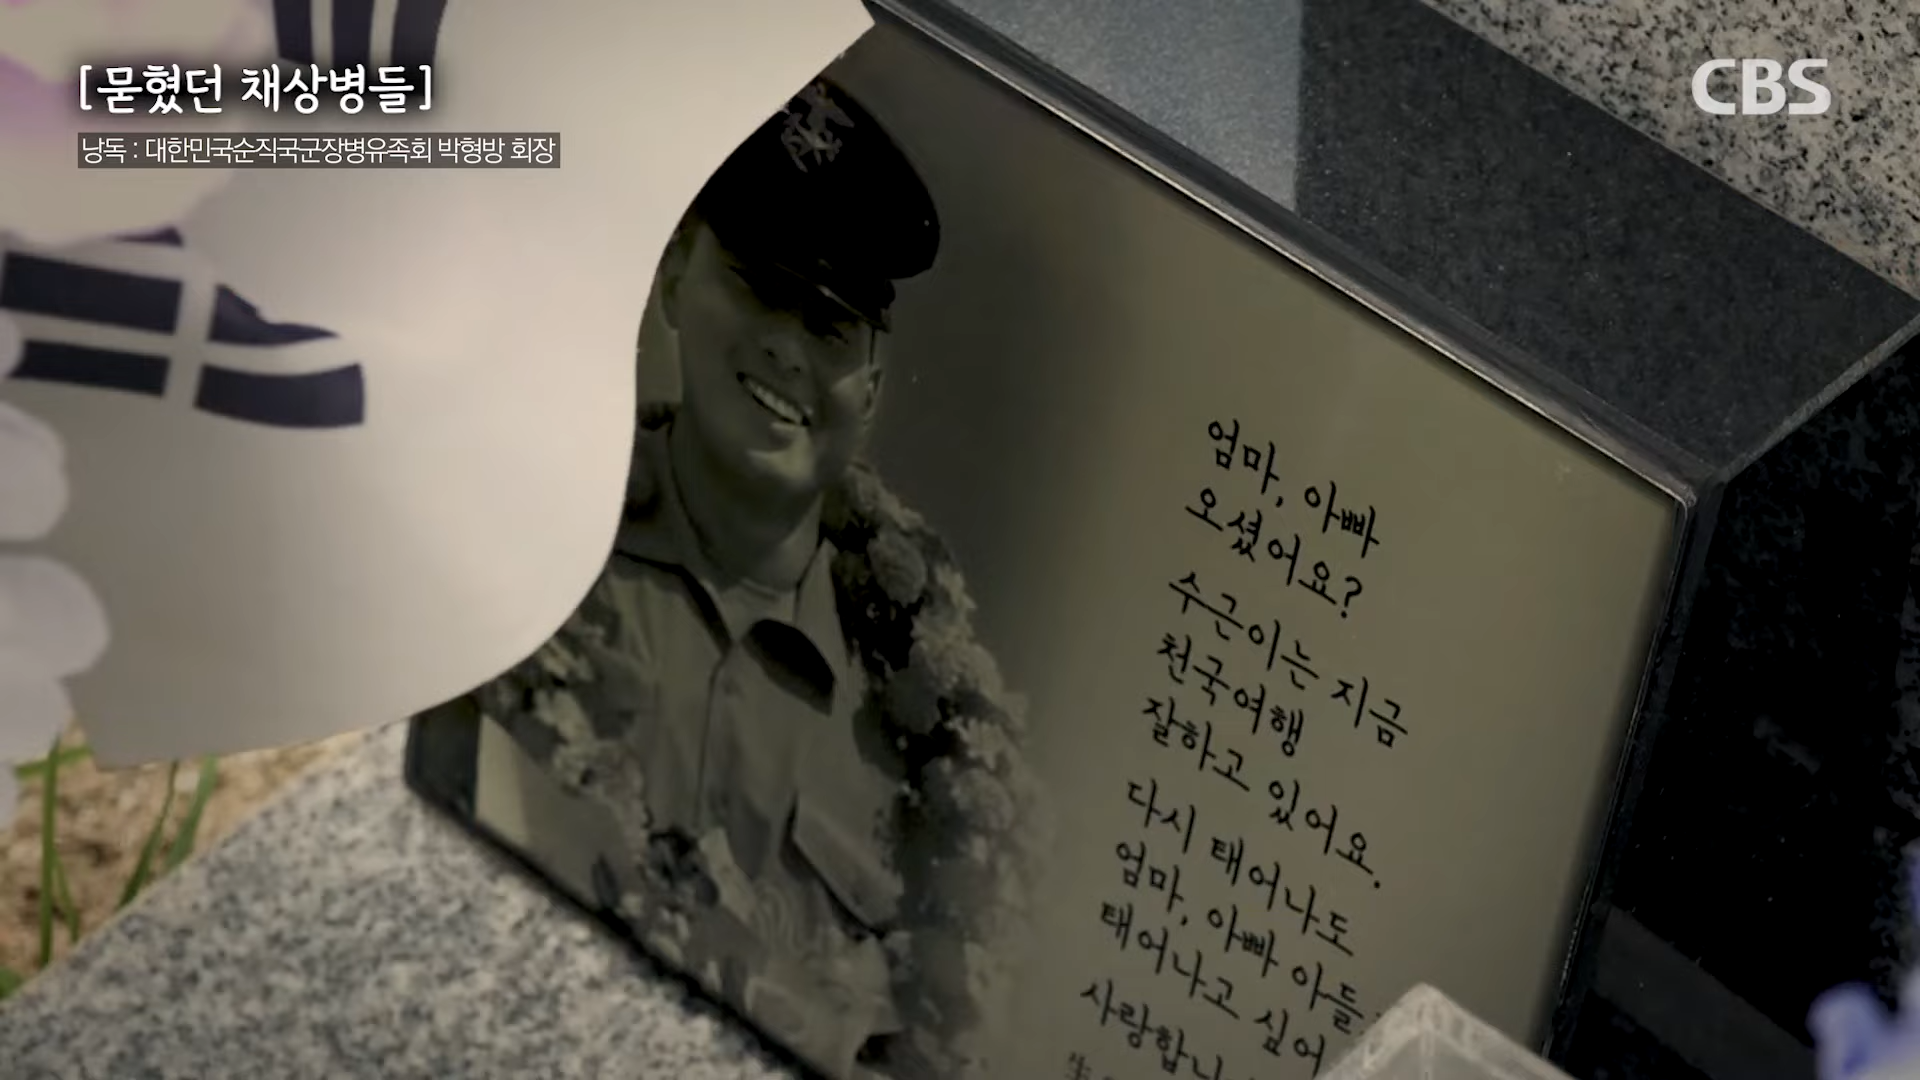 [묻혔던 채상병들]
낭독 : 대한민국순직국군장병유족회 박형방 회장
CBS
엄마, 아빠
오셨어요?
수근이는 지금
천국여행
잘하고 있어요.
다시 태어나도
엄마, 아빠 아들
태어나고 싶어
사랑합니
生